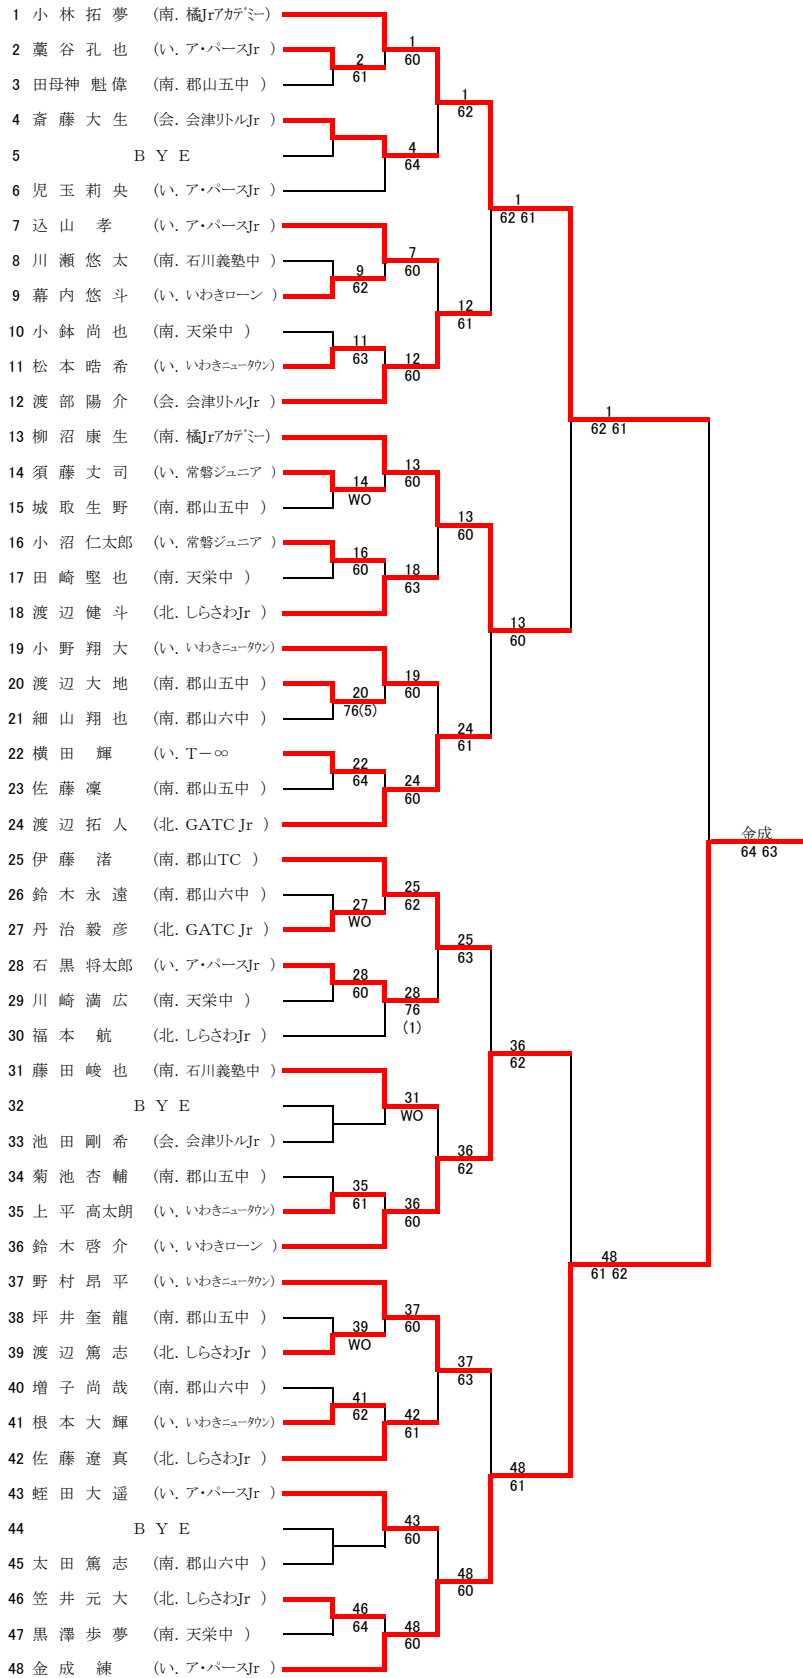 1 小 林 拓 夢 (南. 橘Jrアカデミー)
1
2 藁 谷 孔 也 (い. ア・パースJr )
2
60
61
3 田母神 魁 偉 (南. 郡山五中 )
1
62
4 斎 藤 大 生 (会. 会津リトルJr )
5 B Y E
4
64
6 児 玉 莉 央 (い. ア・パースJr )
1
62 61
7 込 山 孝 (い. ア・パースJr )
8 川 瀬 悠 太 (南. 石川義塾中 )
7
60
9
62
9 幕 内 悠 斗 (い. いわきローン )
12
61
10 小 鉢 尚 也 (南. 天栄中 )
11
63
11 松 本 晧 希 (い. いわきニュータウン)
12
60
12 渡 部 陽 介 (会. 会津リトルJr )
1
62 61
13 柳 沼 康 生 (南. 橘Jrアカデミー)
14 須 藤 丈 司 (い. 常磐ジュニア )
13
60
14
WO
15 城 取 生 野 (南. 郡山五中 )
13
60
16 小 沼 仁太郎 (い. 常磐ジュニア )
16
60
17 田 崎 堅 也 (南. 天栄中 )
18
63
18 渡 辺 健 斗 (北. しらさわJr )
13
60
19 小 野 翔 大 (い. いわきニュータウン)
20 渡 辺 大 地 (南. 郡山五中 )
19
60
20
76(5)
21 細 山 翔 也 (南. 郡山六中 )
24
61
22 横 田 輝 (い. T－∞
22
64
23 佐 藤 凜 (南. 郡山五中 )
24
60
24 渡 辺 拓 人 (北. GATC Jr )
金成
64 63
25 伊 藤 渚 (南. 郡山TC )
26 鈴 木 永 遠 (南. 郡山六中 )
25
62
27
WO
27 丹 治 毅 彦 (北. GATC Jr )
25
63
28 石 黒 将太郎 (い. ア・パースJr )
28
60
29 川 崎 満 広 (南. 天栄中 )
28
76
(1)
30 福 本 航 (北. しらさわJr )
36
62
31 藤 田 峻 也 (南. 石川義塾中 )
32 B Y E
31
WO
33 池 田 剛 希 (会. 会津リトルJr )
36
62
34 菊 池 杏 輔 (南. 郡山五中 )
35
61
35 上 平 高太朗 (い. いわきニュータウン)
36
60
36 鈴 木 啓 介 (い. いわきローン )
48
61 62
37 野 村 昂 平 (い. いわきニュータウン)
38 坪 井 奎 龍 (南. 郡山五中 )
37
60
39
WO
39 渡 辺 篤 志 (北. しらさわJr )
37
63
40 増 子 尚 哉 (南. 郡山六中 )
41
62
41 根 本 大 輝 (い. いわきニュータウン)
42
61
42 佐 藤 遼 真 (北. しらさわJr )
48
61
43 蛭 田 大 遥 (い. ア・パースJr )
44 B Y E
43
60
45 太 田 篤 志 (南. 郡山六中 )
48
60
46 笠 井 元 大 (北. しらさわJr )
46
64
47 黒 澤 歩 夢 (南. 天栄中 )
48
60
48 金 成 練 (い. ア・パースJr )